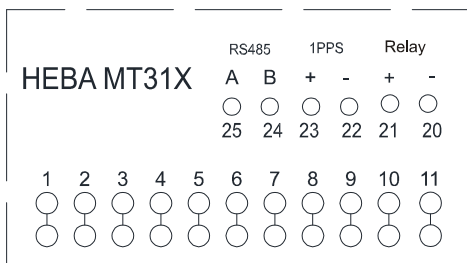 RS485 1PPS Relay
HEBA MT31X A B + - + -
25 24 23 22 21 20
1 2 3 4 5 6 7 8 9 10 11